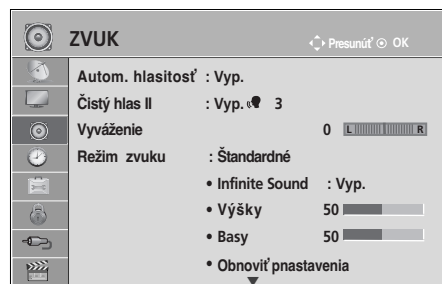 ZVUK
Presunúť OK
Autom. hlasitosť : Vyp.
Čistý hlas II : Vyp. 3
Vyváženie 0 L R
Režim zvuku : Štandardné
• Infinite Sound : Vyp.
• Výšky 50
• Basy 50
• Obnoviť pnastavenia